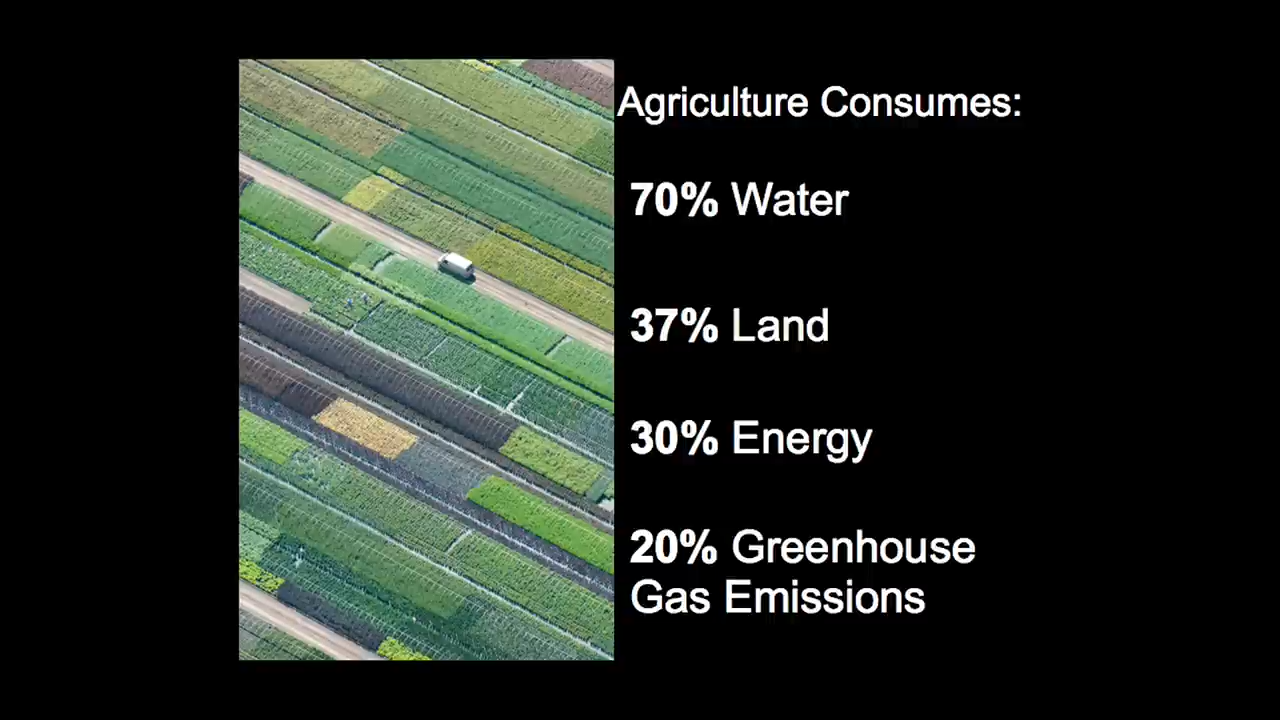 Agriculture Consumes:
70% Water
37% Land
30% Energy
20% Greenhouse
Gas Emissions